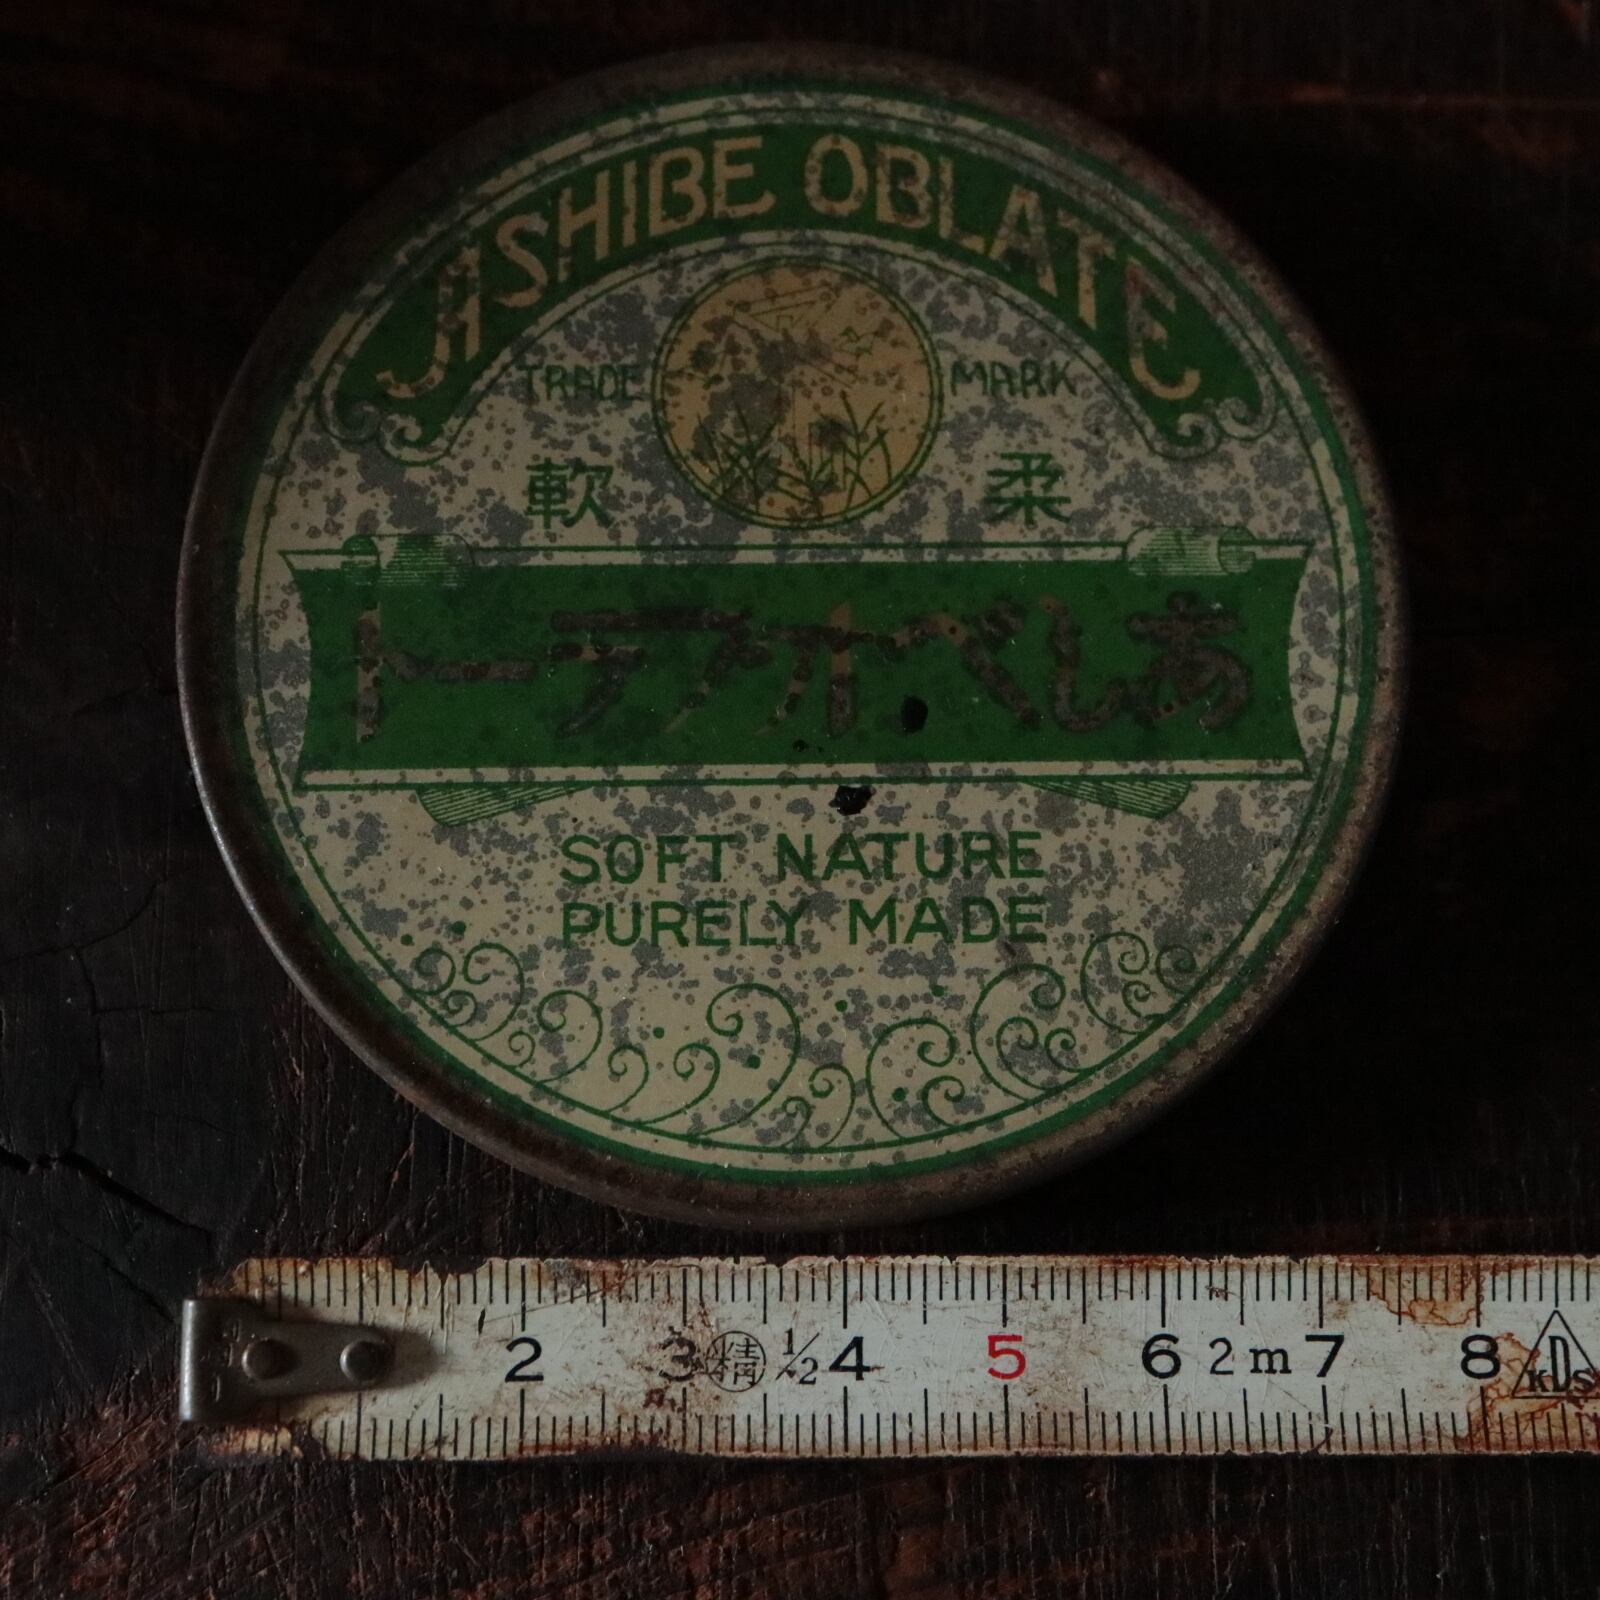 ASHIBE OBLATE
TRADE MARK
柔軟
あしべオブラート
SOFT NATURE
PURELY MADE
2 3 精 1/2 4 5 6 2m 7 8 KDS